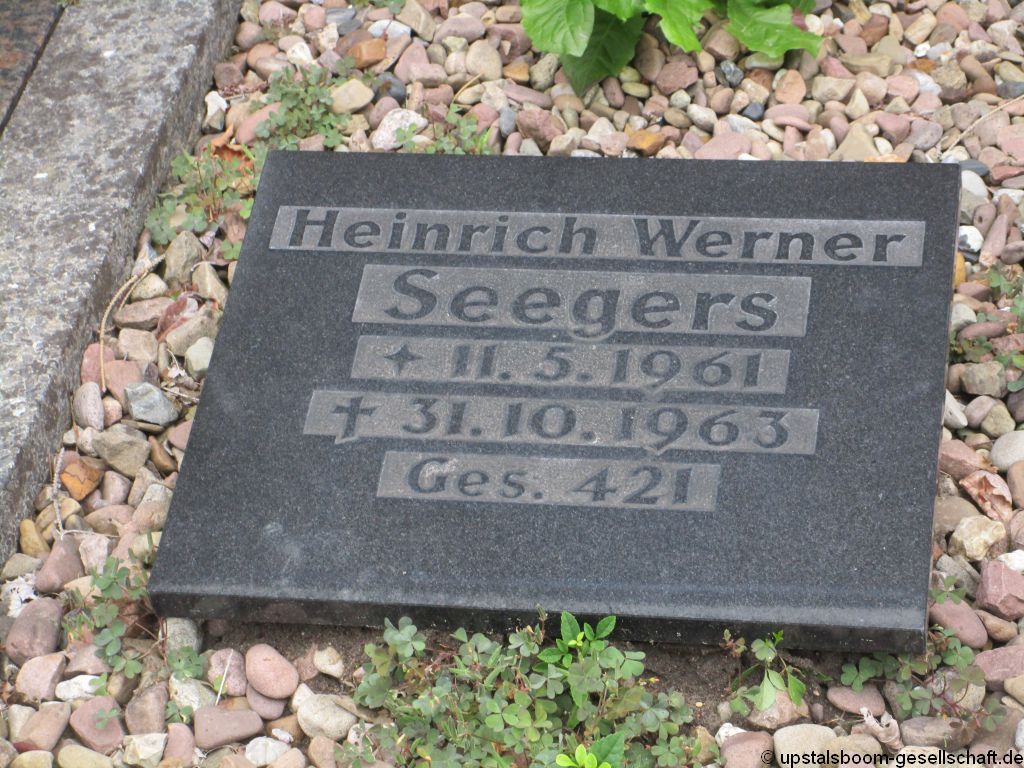 Heinrich Werner
Seegers
✦ 11. 5. 1961
† 31. 10. 1963
Ges. 421
© upstalsboom-gesellschaft.de